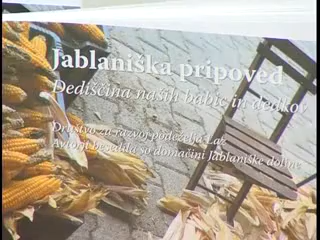 Jablaniška pripoved
Dediščina naših babic in dedkov
Društvo za razvoj podeželja Laz
Avtorji besedila so domačini Jablaniške doline